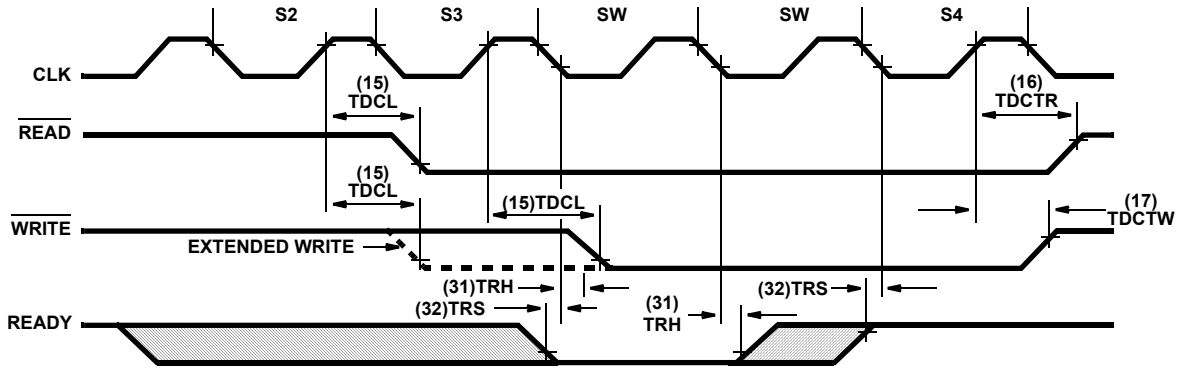 S2 S3 SW SW S4
CLK
(15)
TDCL
(16)
TDCTR
READ
(15)
TDCL
(15)TDCL
(17)
TDCTW
WRITE
EXTENDED WRITE
(31)TRH
(32)TRS
(31)
TRH
(32)TRS
READY